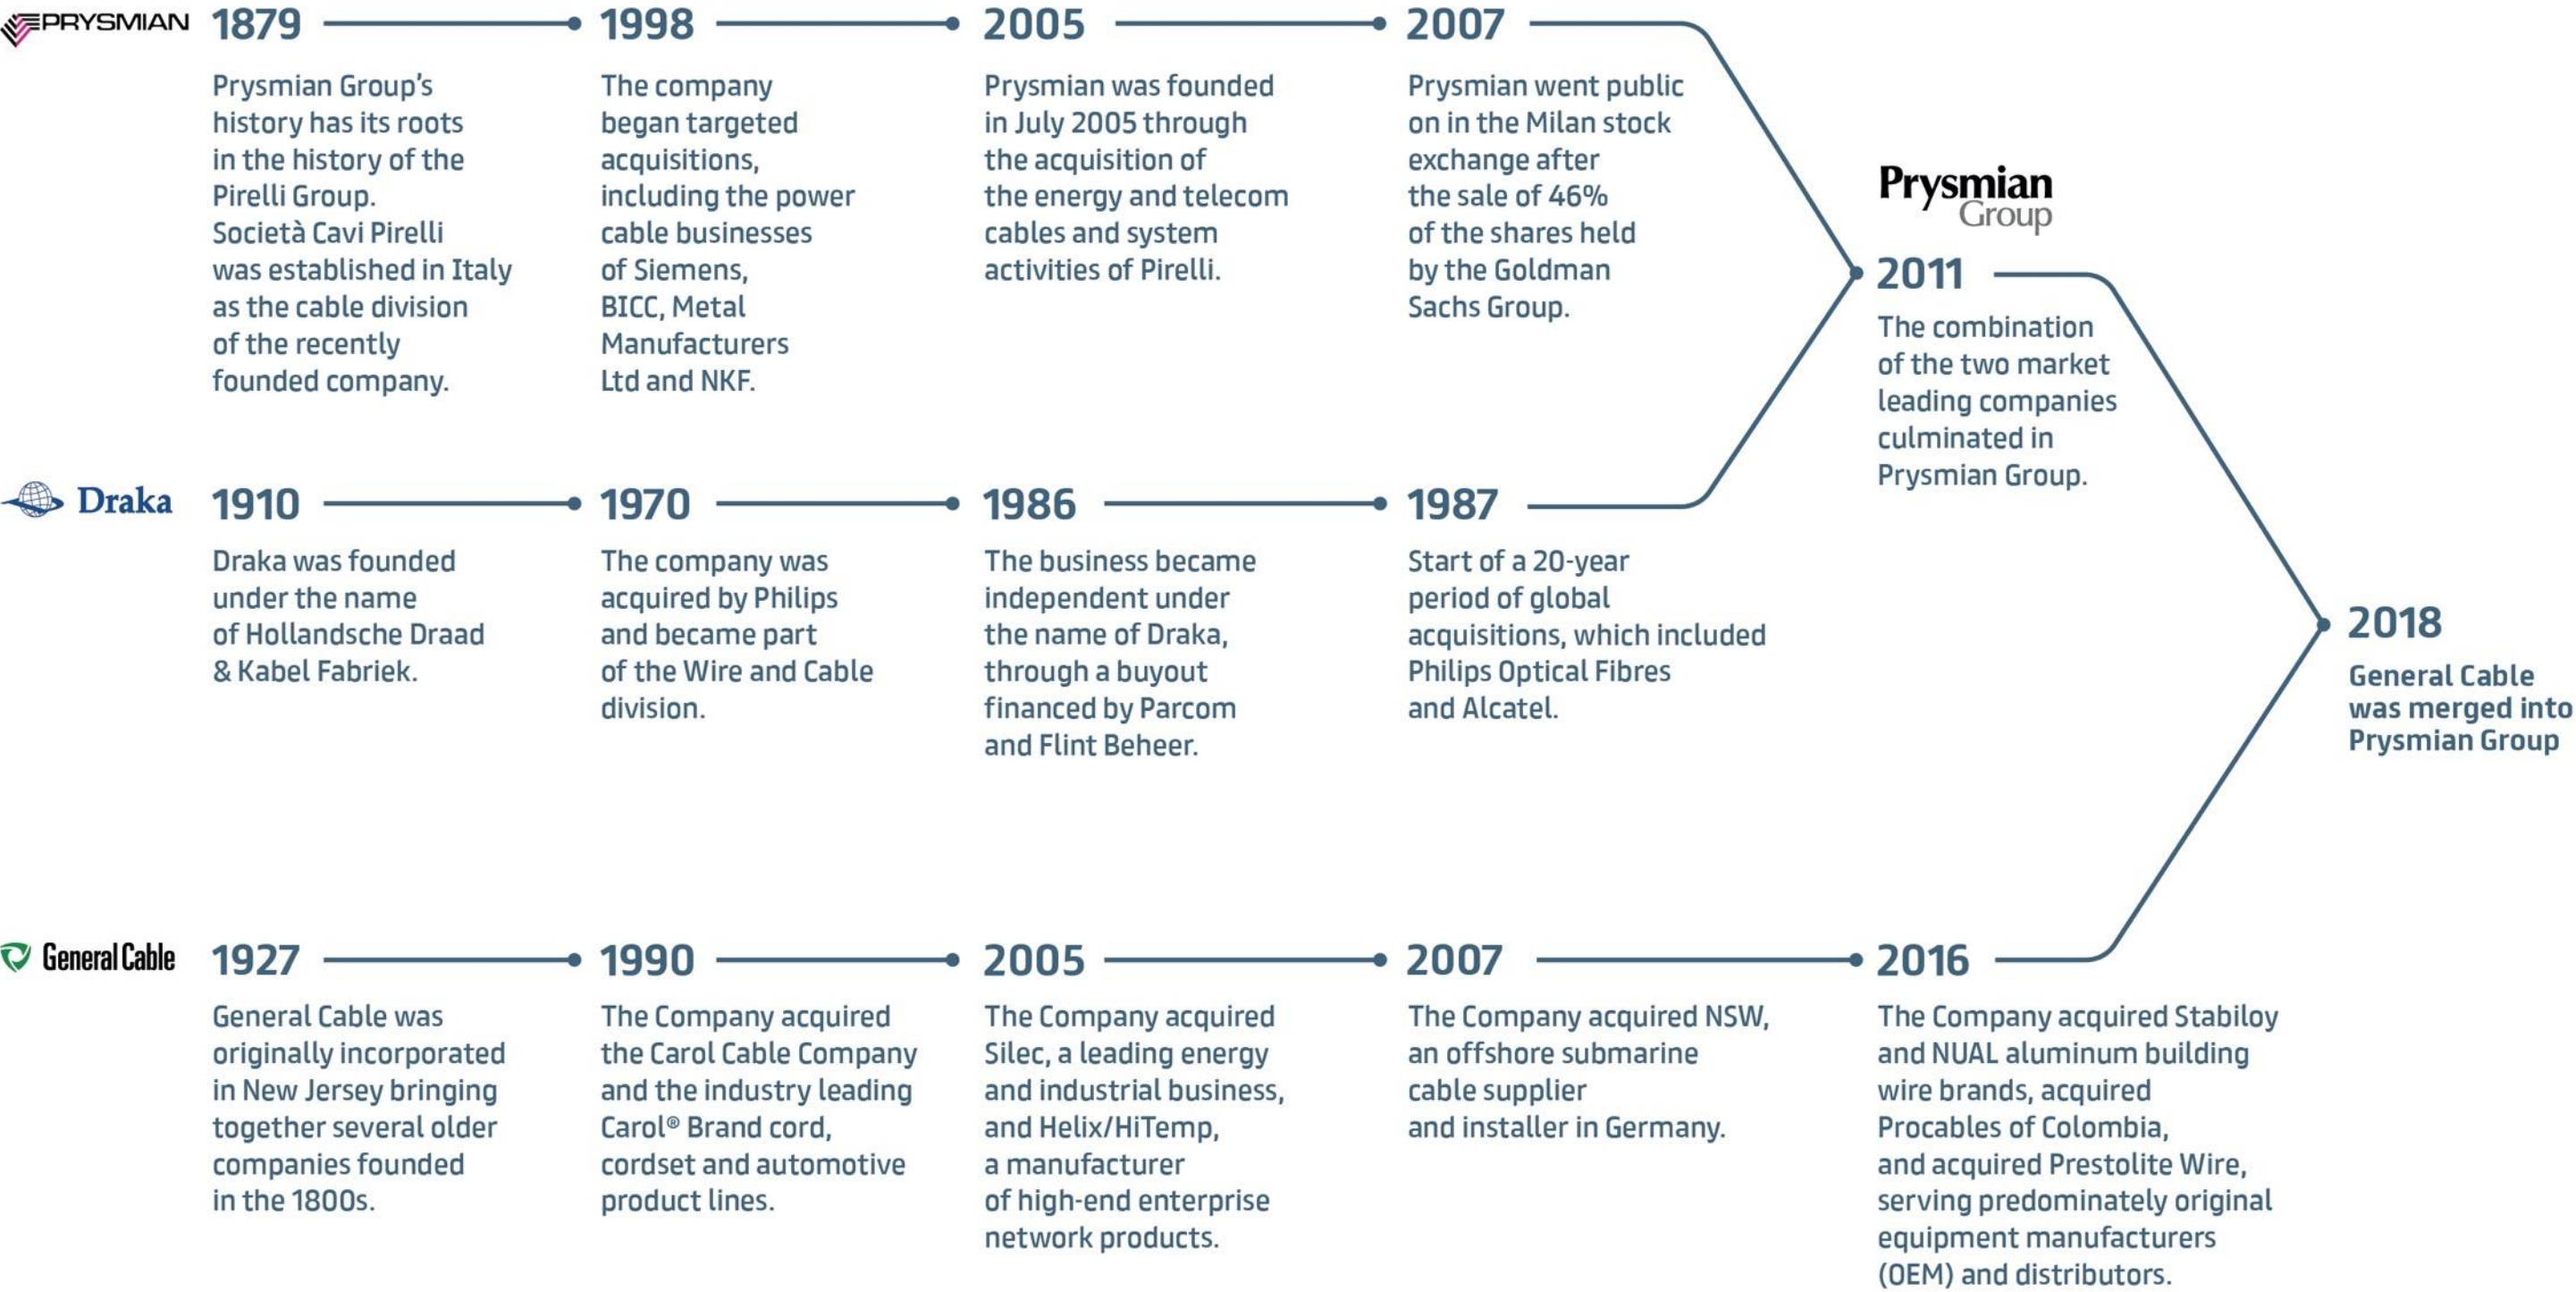 PRYSMIAN
1879
Prysmian Group's
history has its roots
in the history of the
Pirelli Group.
Società Cavi Pirelli
was established in Italy
as the cable division
of the recently
founded company.
1998
The company
began targeted
acquisitions,
including the power
cable businesses
of Siemens,
BICC, Metal
Manufacturers
Ltd and NKF.
2005
Prysmian was founded
in July 2005 through
the acquisition of
the energy and telecom
cables and system
activities of Pirelli.
2007
Prysmian went public
on in the Milan stock
exchange after
the sale of 46%
of the shares held
by the Goldman
Sachs Group.
Draka
1910
Draka was founded
under the name
of Hollandsche Draad
& Kabel Fabriek.
1970
The company was
acquired by Philips
and became part
of the Wire and Cable
division.
1986
The business became
independent under
the name of Draka,
through a buyout
financed by Parcom
and Flint Beheer.
1987
Start of a 20-year
period of global
acquisitions, which included
Philips Optical Fibres
and Alcatel.
Prysmian
Group
2011
The combination
of the two market
leading companies
culminated in
Prysmian Group.
General Cable
1927
General Cable was
originally incorporated
in New Jersey bringing
together several older
companies founded
in the 1800s.
1990
The Company acquired
the Carol Cable Company
and the industry leading
Carol® Brand cord,
cordset and automotive
product lines.
2005
The Company acquired
Silec, a leading energy
and industrial business,
and Helix/HiTemp,
a manufacturer
of high-end enterprise
network products.
2007
The Company acquired NSW,
an offshore submarine
cable supplier
and installer in Germany.
2016
The Company acquired Stabiloy
and NUAL aluminum building
wire brands, acquired
Procables of Colombia,
and acquired Prestolite Wire,
serving predominately original
equipment manufacturers
(OEM) and distributors.
2018
General Cable
was merged into
Prysmian Group